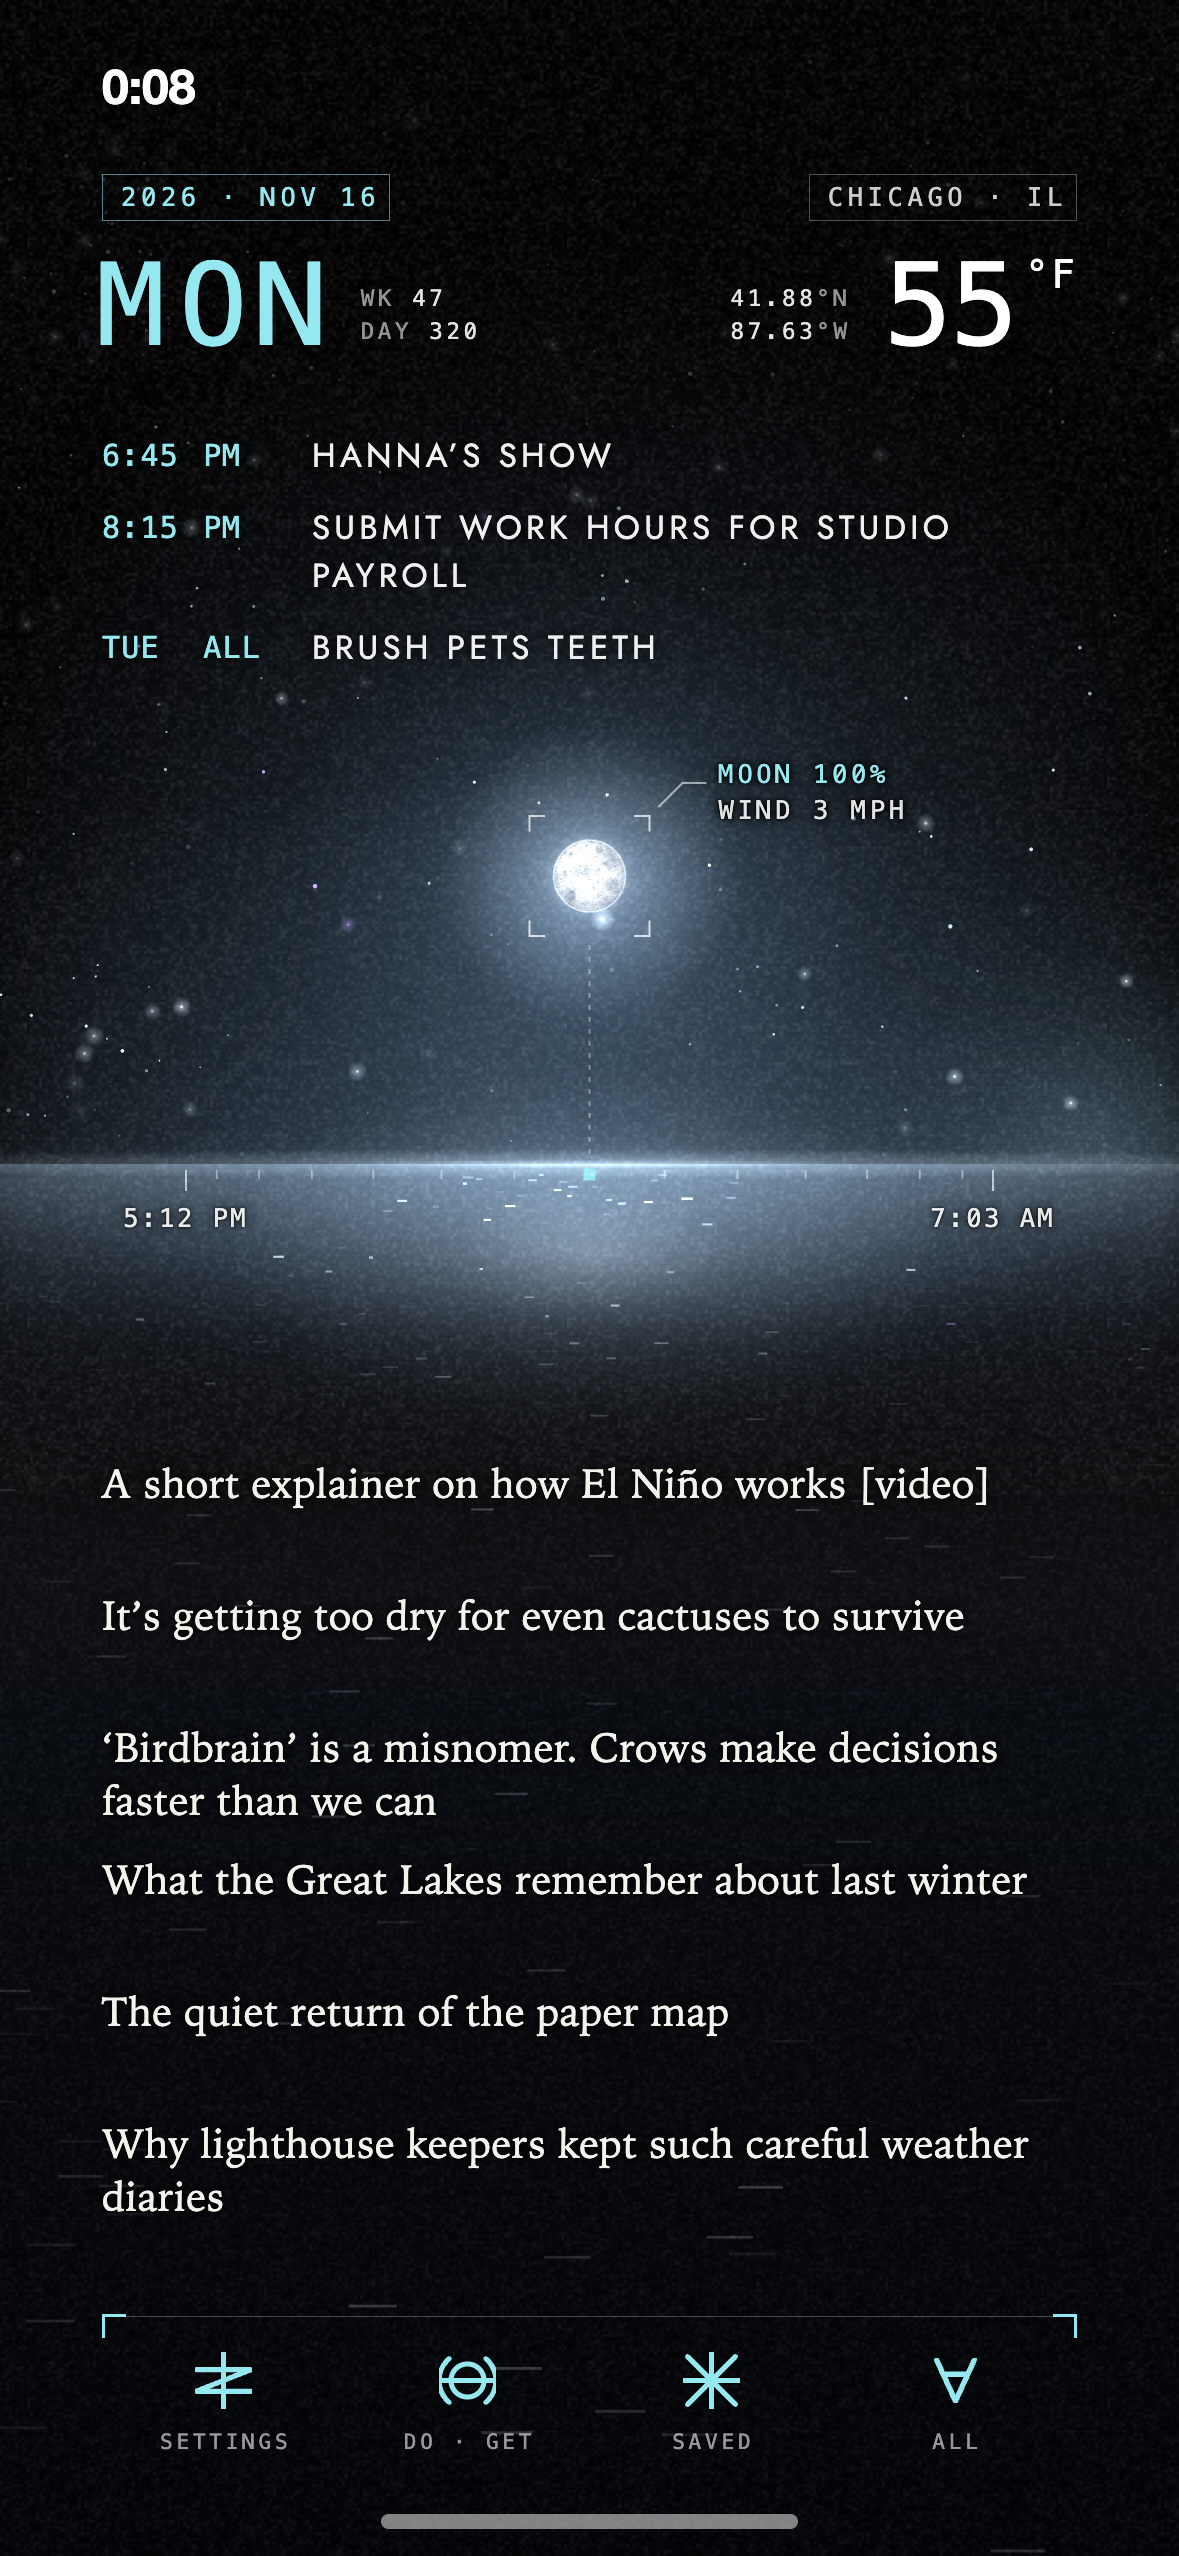 0:08
2026 · NOV 16
CHICAGO · IL
MON
WK 47
DAY 320
41.88°N
87.63°W
55°F
6:45 PM HANNA’S SHOW
8:15 PM SUBMIT WORK HOURS FOR STUDIO
PAYROLL
TUE ALL BRUSH PETS TEETH
MOON 100%
WIND 3 MPH
5:12 PM
7:03 AM
A short explainer on how El Niño works [video]
It’s getting too dry for even cactuses to survive
‘Birdbrain’ is a misnomer. Crows make decisions
faster than we can
What the Great Lakes remember about last winter
The quiet return of the paper map
Why lighthouse keepers kept such careful weather
diaries
SETTINGS
DO · GET
SAVED
ALL